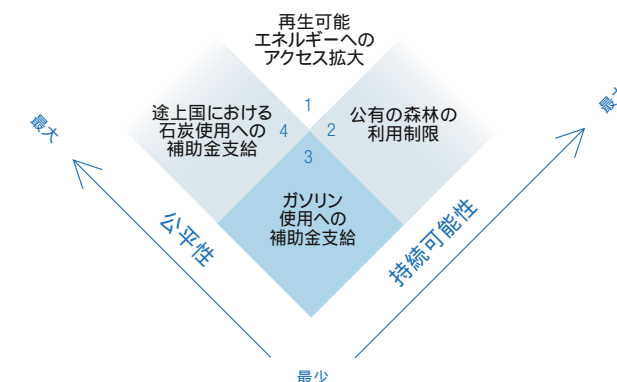 再生可能
エネルギーへの
アクセス拡大
1
途上国における
石炭使用への
補助金支給
4
2
公有の森林の
利用制限
3
ガソリン
使用への
補助金支給
最大
公平性
持続可能性
最少